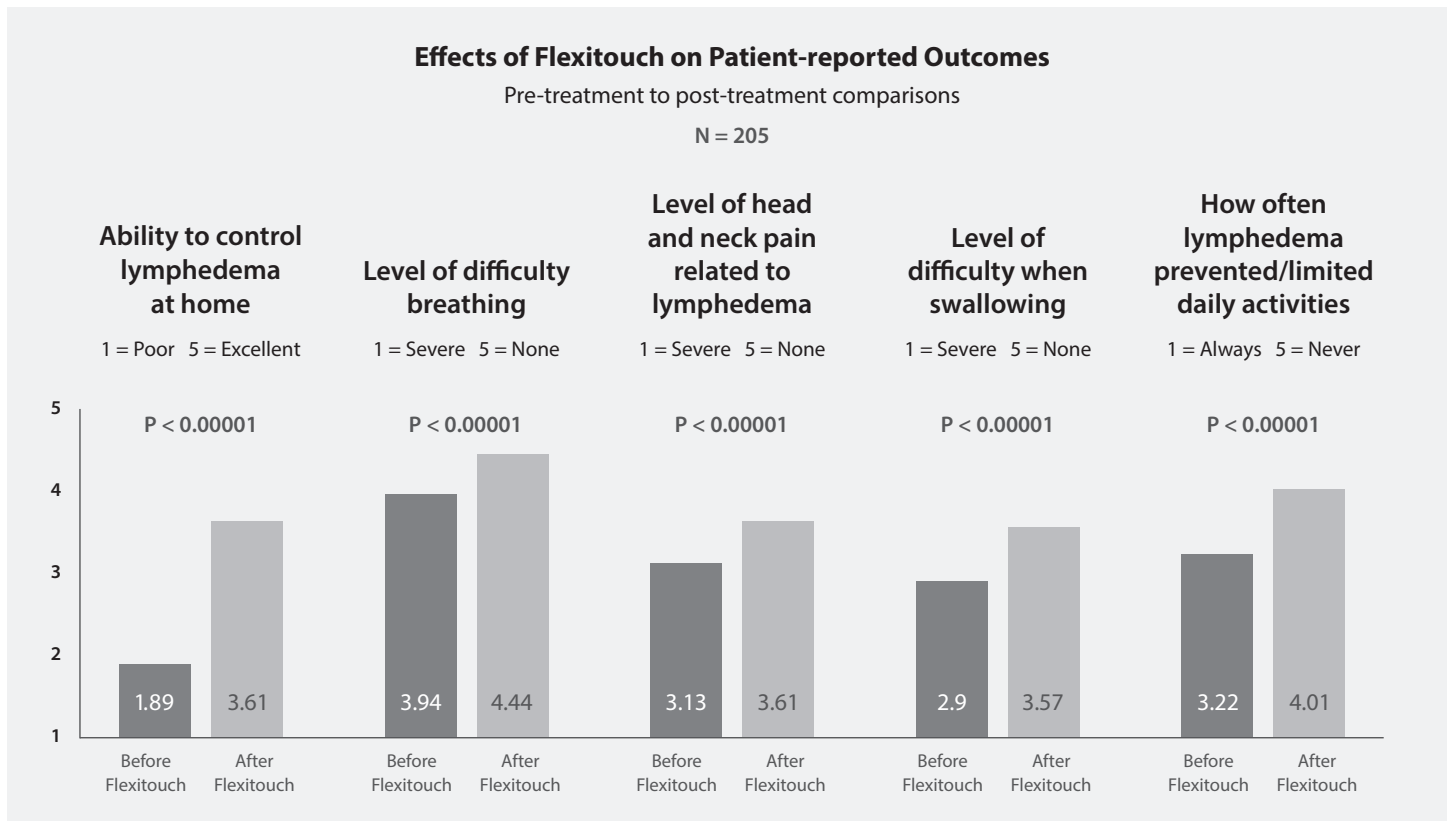 Effects of Flexitouch on Patient-reported Outcomes
Pre-treatment to post-treatment comparisons
N = 205
Ability to control
lymphedema
at home
1 = Poor 5 = Excellent
Level of difficulty
breathing
1 = Severe 5 = None
Level of head
and neck pain
related to
lymphedema
1 = Severe 5 = None
Level of
difficulty when
swallowing
1 = Severe 5 = None
How often
lymphedema
prevented/limited
daily activities
1 = Always 5 = Never
5
4
3
2
1
P < 0.00001
P < 0.00001
P < 0.00001
P < 0.00001
P < 0.00001
1.89
3.61
3.94
4.44
3.13
3.61
2.9
3.57
3.22
4.01
Before
Flexitouch
After
Flexitouch
Before
Flexitouch
After
Flexitouch
Before
Flexitouch
After
Flexitouch
Before
Flexitouch
After
Flexitouch
Before
Flexitouch
After
Flexitouch